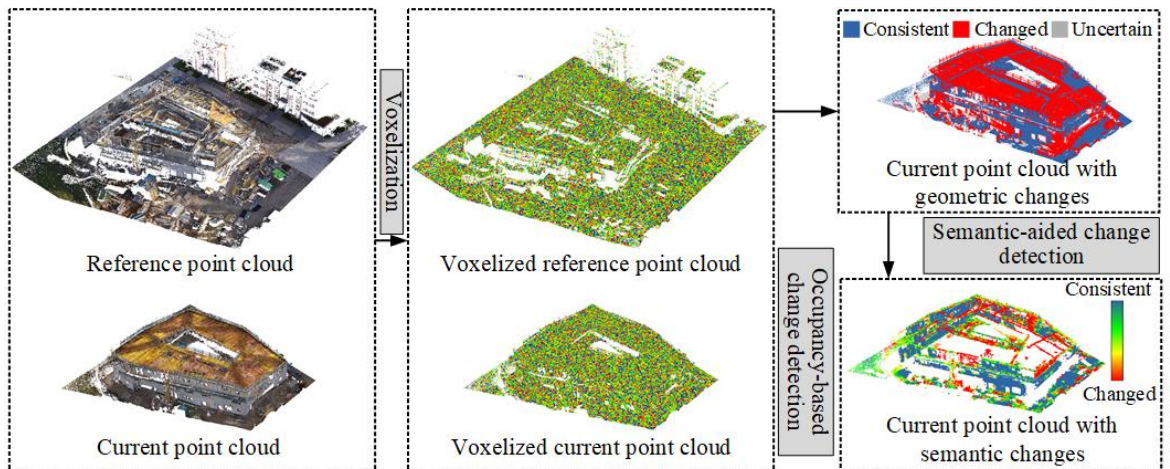 Reference point cloud
Current point cloud
Voxelization
Voxelized reference point cloud
Voxelized current point cloud
Occupancy-based
change detection
Consistent Changed Uncertain
Current point cloud with
geometric changes
Semantic-aided change
detection
Consistent
Changed
Current point cloud with
semantic changes